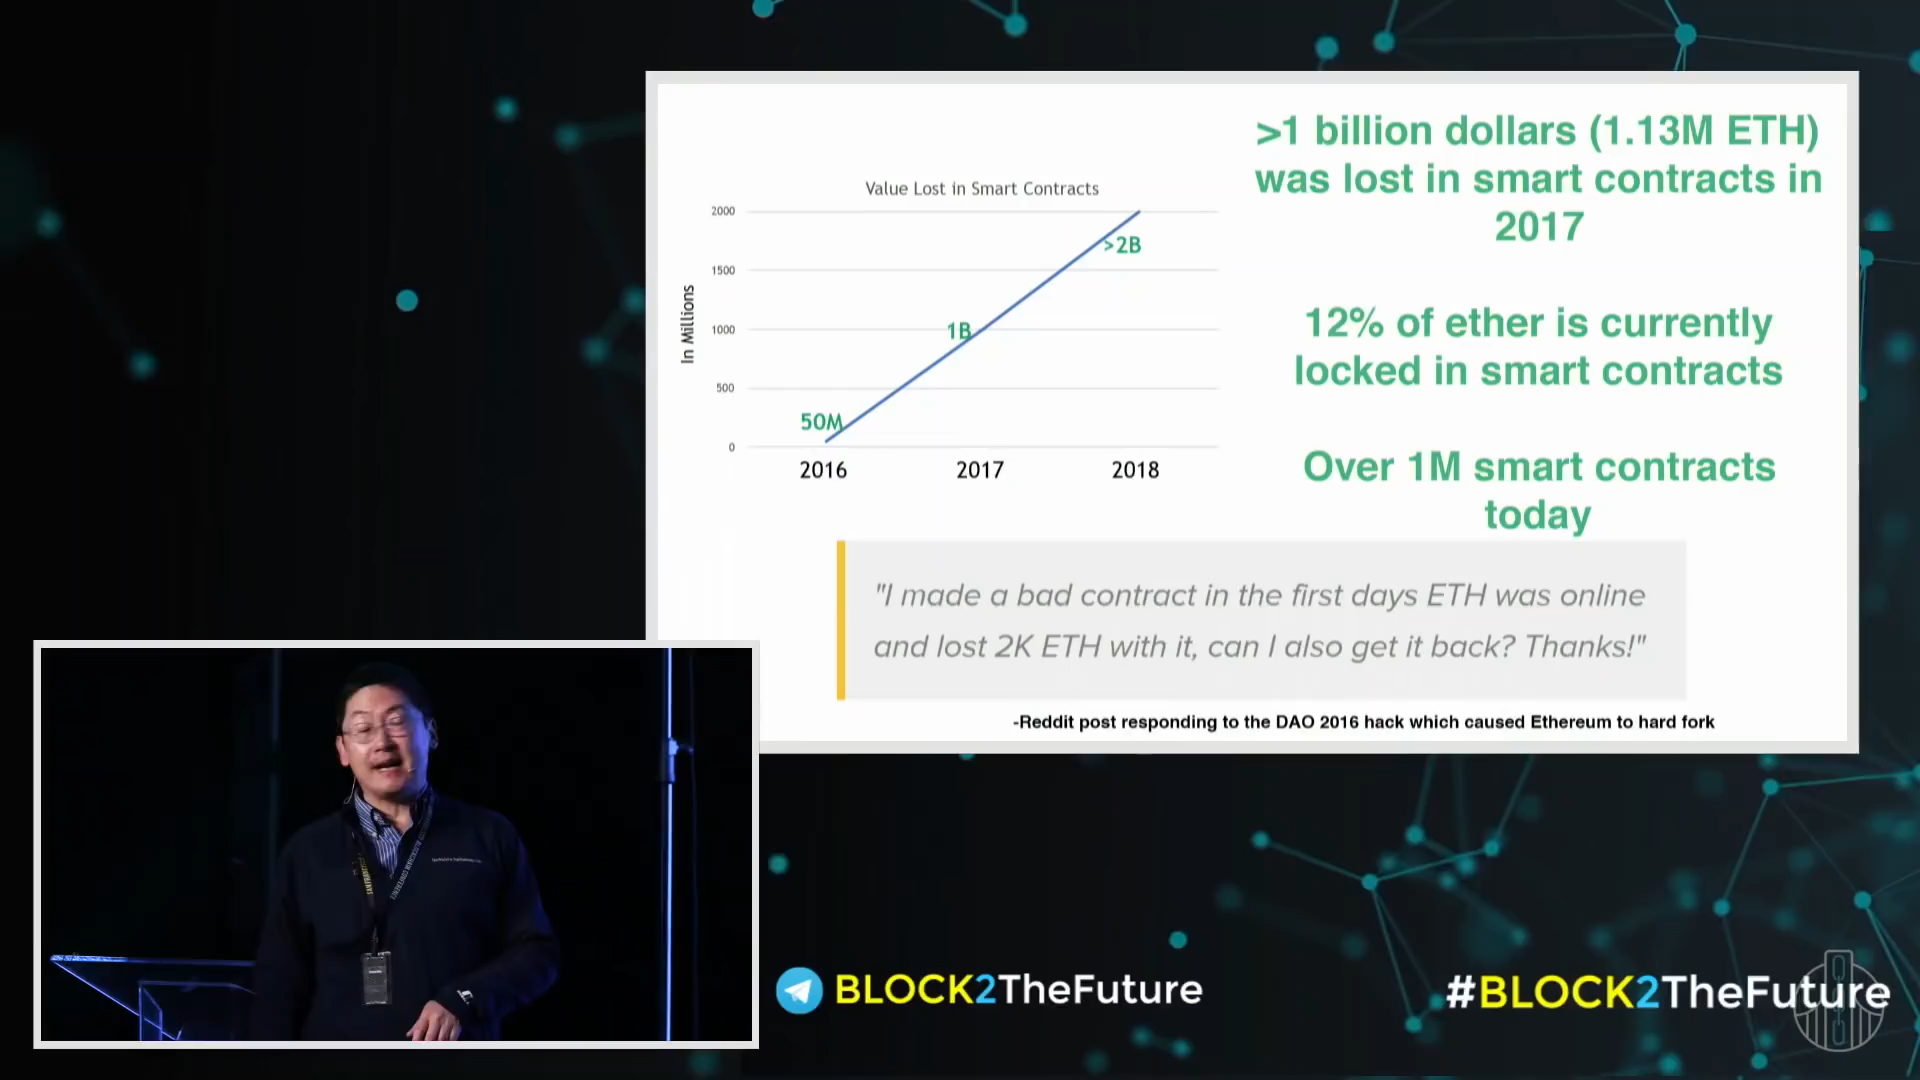 >1 billion dollars (1.13M ETH)
was lost in smart contracts in
2017
12% of ether is currently
locked in smart contracts
Over 1M smart contracts
today
Value Lost in Smart Contracts
In Millions
2000
1500
1000
500
0
50M
1B
>2B
2016
2017
2018
"I made a bad contract in the first days ETH was online
and lost 2K ETH with it, can I also get it back? Thanks!"
-Reddit post responding to the DAO 2016 hack which caused Ethereum to hard fork
BLOCK2TheFuture
#BLOCK2TheFuture